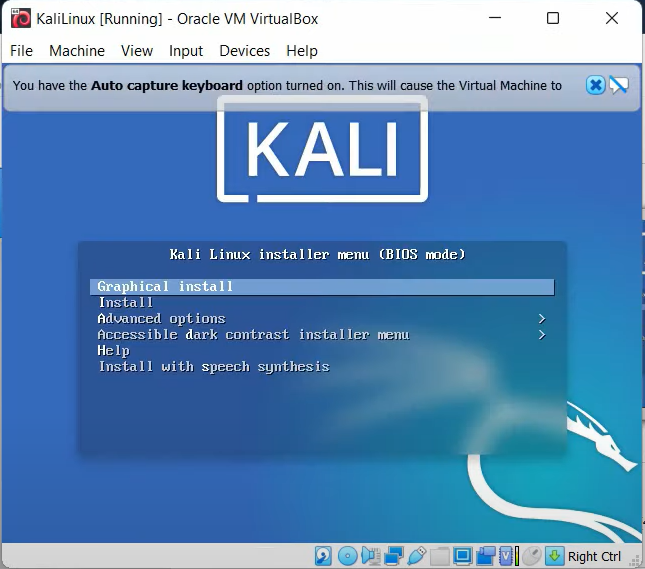 KaliLinux [Running] - Oracle VM VirtualBox
File Machine View Input Devices Help
You have the Auto capture keyboard option turned on. This will cause the Virtual Machine to
KALI
Kali Linux installer menu (BIOS mode)
Graphical install
Install
Advanced options >
Accessible dark contrast installer menu >
Help
Install with speech synthesis
Right Ctrl